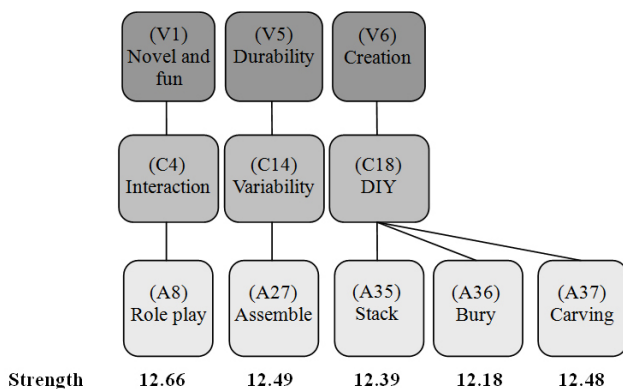 (V1) (V5) (V6)
Novel and Durability Creation
fun
(C4) (C14) (C18)
Interaction Variability DIY
(A8) (A27) (A35) (A36) (A37)
Role play Assemble Stack Bury Carving
Strength 12.66 12.49 12.39 12.18 12.48